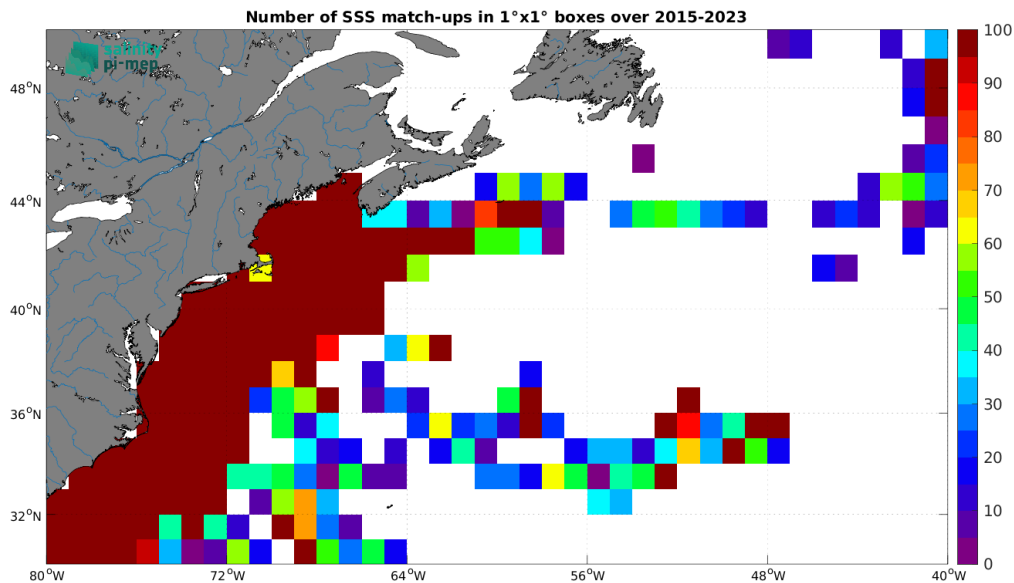 Number of SSS match-ups in 1°x1° boxes over 2015-2023
salinity
pi-mep
48°N
44°N
40°N
36°N
32°N
80°W 72°W 64°W 56°W 48°W 40°W
100
90
80
70
60
50
40
30
20
10
0